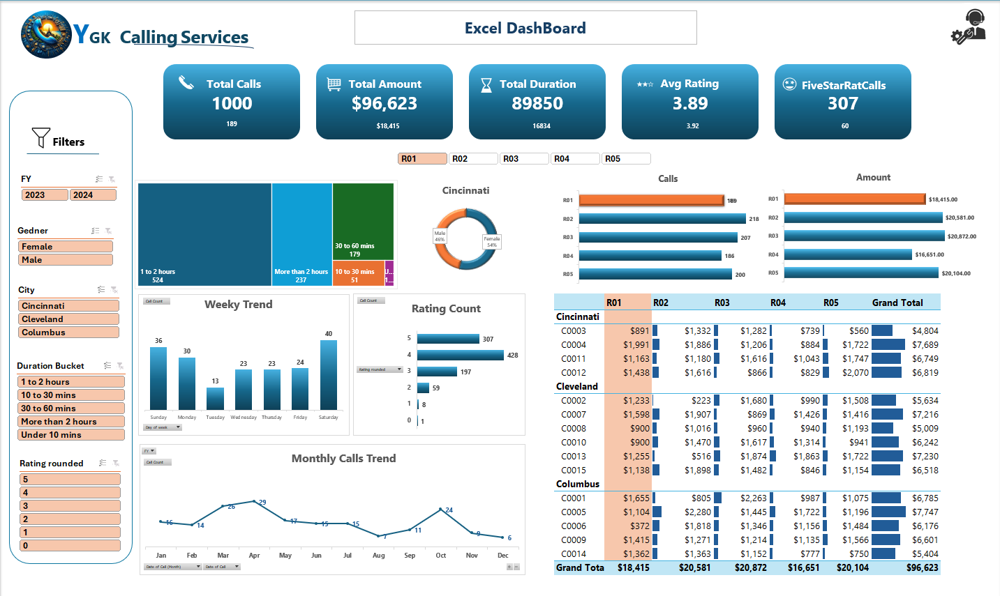 YGK Calling Services
Excel DashBoard
Total Calls
1000
189
Total Amount
$96,623
$18,415
Total Duration
89850
16834
Avg Rating
3.89
3.92
FiveStarRatCalls
307
60
Filters
FY
2023 2024
Gedner
Female
Male
City
Cincinnati
Cleveland
Columbus
Duration Bucket
1 to 2 hours
10 to 30 mins
30 to 60 mins
More than 2 hours
Under 10 mins
Rating rounded
5
4
3
2
1
0
R01 R02 R03 R04 R05
1 to 2 hours
524
More than 2 hours
237
30 to 60 mins
179
10 to 30 mins
51
U...
1...
Cincinnati
Male
46%
Female
54%
Calls
R01 189
R02 218
R03 207
R04 186
R05 200
Amount
R01 $18,415.00
R02 $20,581.00
R03 $20,872.00
R04 $16,651.00
R05 $20,104.00
Call Count
Weeky Trend
36 30 13 23 23 24 40
Sunday Monday Tuesday Wednesday Thursday Friday Saturday
Day of week
Call Count
Rating Count
Rating rounded
5 307
4 428
3 197
2 59
1 8
0 1
FY
Call Count
Monthly Calls Trend
16 14 26 29 17 15 15 7 11 24 9 6
Jan Feb Mar Apr May Jun Jul Aug Sep Oct Nov Dec
Date of Call (Month) Date of Call
R01 R02 R03 R04 R05 Grand Total
Cincinnati
C0003 $891 $1,332 $1,282 $739 $560 $4,804
C0004 $1,991 $1,886 $1,206 $884 $1,722 $7,689
C0011 $1,163 $1,180 $1,616 $1,043 $1,747 $6,749
C0012 $1,438 $1,616 $866 $829 $2,070 $6,819
Cleveland
C0002 $1,233 $223 $1,680 $990 $1,508 $5,634
C0007 $1,598 $1,907 $869 $1,426 $1,416 $7,216
C0008 $900 $1,016 $960 $940 $1,193 $5,009
C0010 $900 $1,470 $1,617 $1,314 $941 $6,242
C0013 $1,255 $516 $1,874 $1,863 $1,722 $7,230
C0015 $1,138 $1,898 $1,482 $846 $1,154 $6,518
Columbus
C0001 $1,655 $805 $2,263 $987 $1,075 $6,785
C0005 $1,104 $2,280 $1,445 $1,722 $1,196 $7,747
C0006 $372 $1,818 $1,346 $1,156 $1,484 $6,176
C0009 $1,415 $1,271 $1,214 $1,135 $1,566 $6,601
C0014 $1,362 $1,363 $1,152 $777 $750 $5,404
Grand Tota $18,415 $20,581 $20,872 $16,651 $20,104 $96,623